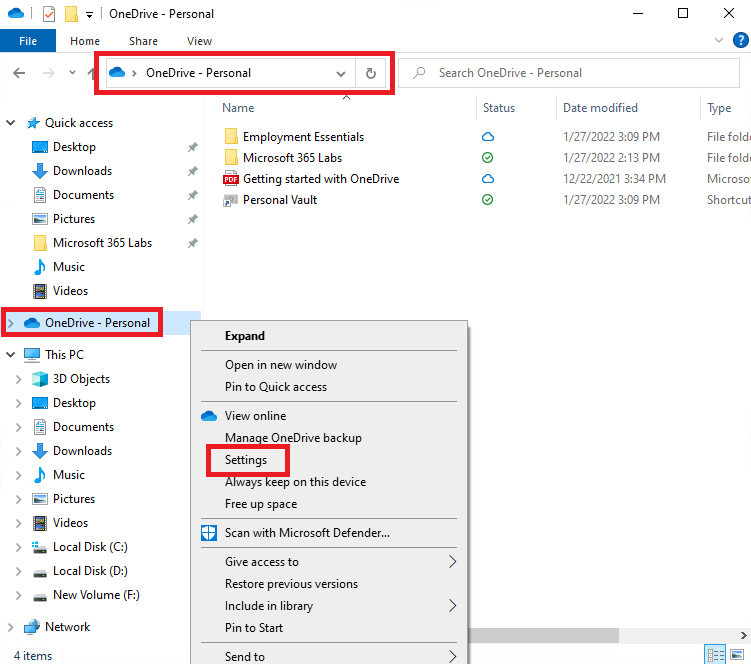 OneDrive - Personal
File Home Share View
OneDrive - Personal
Search OneDrive - Personal
Name Status Date modified Type
Employment Essentials 1/27/2022 3:09 PM File folde
Microsoft 365 Labs 1/27/2022 2:13 PM File folde
PDF Getting started with OneDrive 12/22/2021 3:34 PM Microso
Personal Vault 1/27/2022 3:09 PM Shortcu
Quick access
Desktop
Downloads
Documents
Pictures
Microsoft 365 Labs
Music
Videos
OneDrive - Personal
This PC
3D Objects
Desktop
Documents
Downloads
Music
Pictures
Videos
Local Disk (C:)
Local Disk (D:)
New Volume (F:)
Network
4 items
Expand
Open in new window
Pin to Quick access
View online
Manage OneDrive backup
Settings
Always keep on this device
Free up space
Scan with Microsoft Defender...
Give access to
Restore previous versions
Include in library
Pin to Start
Send to